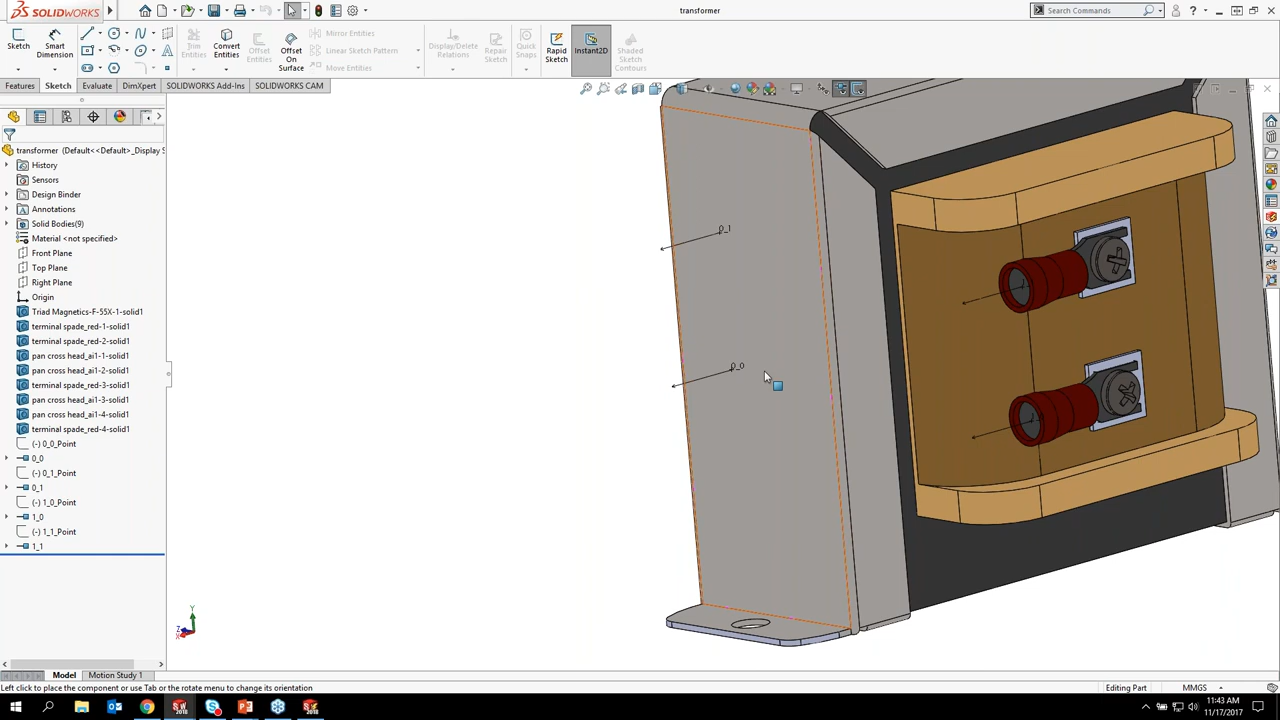 SOLIDWORKS
transformer
Search Commands
Sketch
Smart Dimension
Trim Entities
Convert Entities
Offset Entities
Offset On Surface
Mirror Entities
Linear Sketch Pattern
Move Entities
Display/Delete Relations
Repair Sketch
Quick Snaps
Rapid Sketch
Instant2D
Shaded Sketch Contours
Features
Sketch
Evaluate
DimXpert
SOLIDWORKS Add-Ins
SOLIDWORKS CAM
transformer (Default<<Default>_Display S
History
Sensors
Design Binder
Annotations
Solid Bodies(9)
Material <not specified>
Front Plane
Top Plane
Right Plane
Origin
Triad Magnetics-F-55X-1-solid1
terminal spade_red-1-solid1
terminal spade_red-2-solid1
pan cross head_ai1-1-solid1
pan cross head_ai1-2-solid1
terminal spade_red-3-solid1
pan cross head_ai1-3-solid1
pan cross head_ai1-4-solid1
terminal spade_red-4-solid1
(-) 0_0_Point
0_0
(-) 0_1_Point
0_1
(-) 1_0_Point
1_0
(-) 1_1_Point
1_1
0_1
0_0
Y
Z
X
Model
Motion Study 1
Left click to place the component or use Tab or the rotate menu to change its orientation
Editing Part
MMGS
11:43 AM
11/17/2017